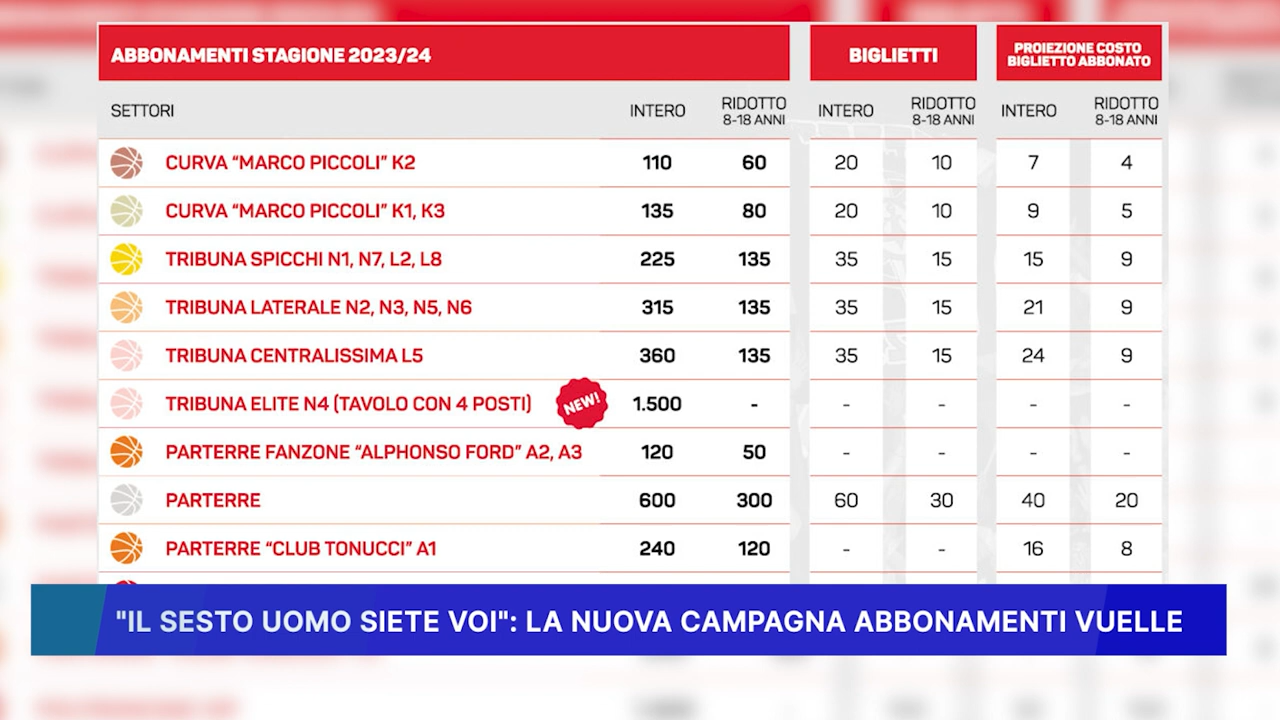 ABBONAMENTI STAGIONE 2023/24 BIGLIETTI PROIEZIONE COSTO
BIGLIETTO ABBONATO
SETTORI INTERO RIDOTTO 8-18 ANNI INTERO RIDOTTO 8-18 ANNI INTERO RIDOTTO 8-18 ANNI
CURVA “MARCO PICCOLI” K2 110 60 20 10 7 4
CURVA “MARCO PICCOLI” K1, K3 135 80 20 10 9 5
TRIBUNA SPICCHI N1, N7, L2, L8 225 135 35 15 15 9
TRIBUNA LATERALE N2, N3, N5, N6 315 135 35 15 21 9
TRIBUNA CENTRALISSIMA L5 360 135 35 15 24 9
TRIBUNA ELITE N4 (TAVOLO CON 4 POSTI) NEW! 1.500 - - - - -
PARTERRE FANZONE “ALPHONSO FORD” A2, A3 120 50 - - - -
PARTERRE 600 300 60 30 40 20
PARTERRE “CLUB TONUCCI” A1 240 120 - - 16 8
"IL SESTO UOMO SIETE VOI": LA NUOVA CAMPAGNA ABBONAMENTI VUELLE